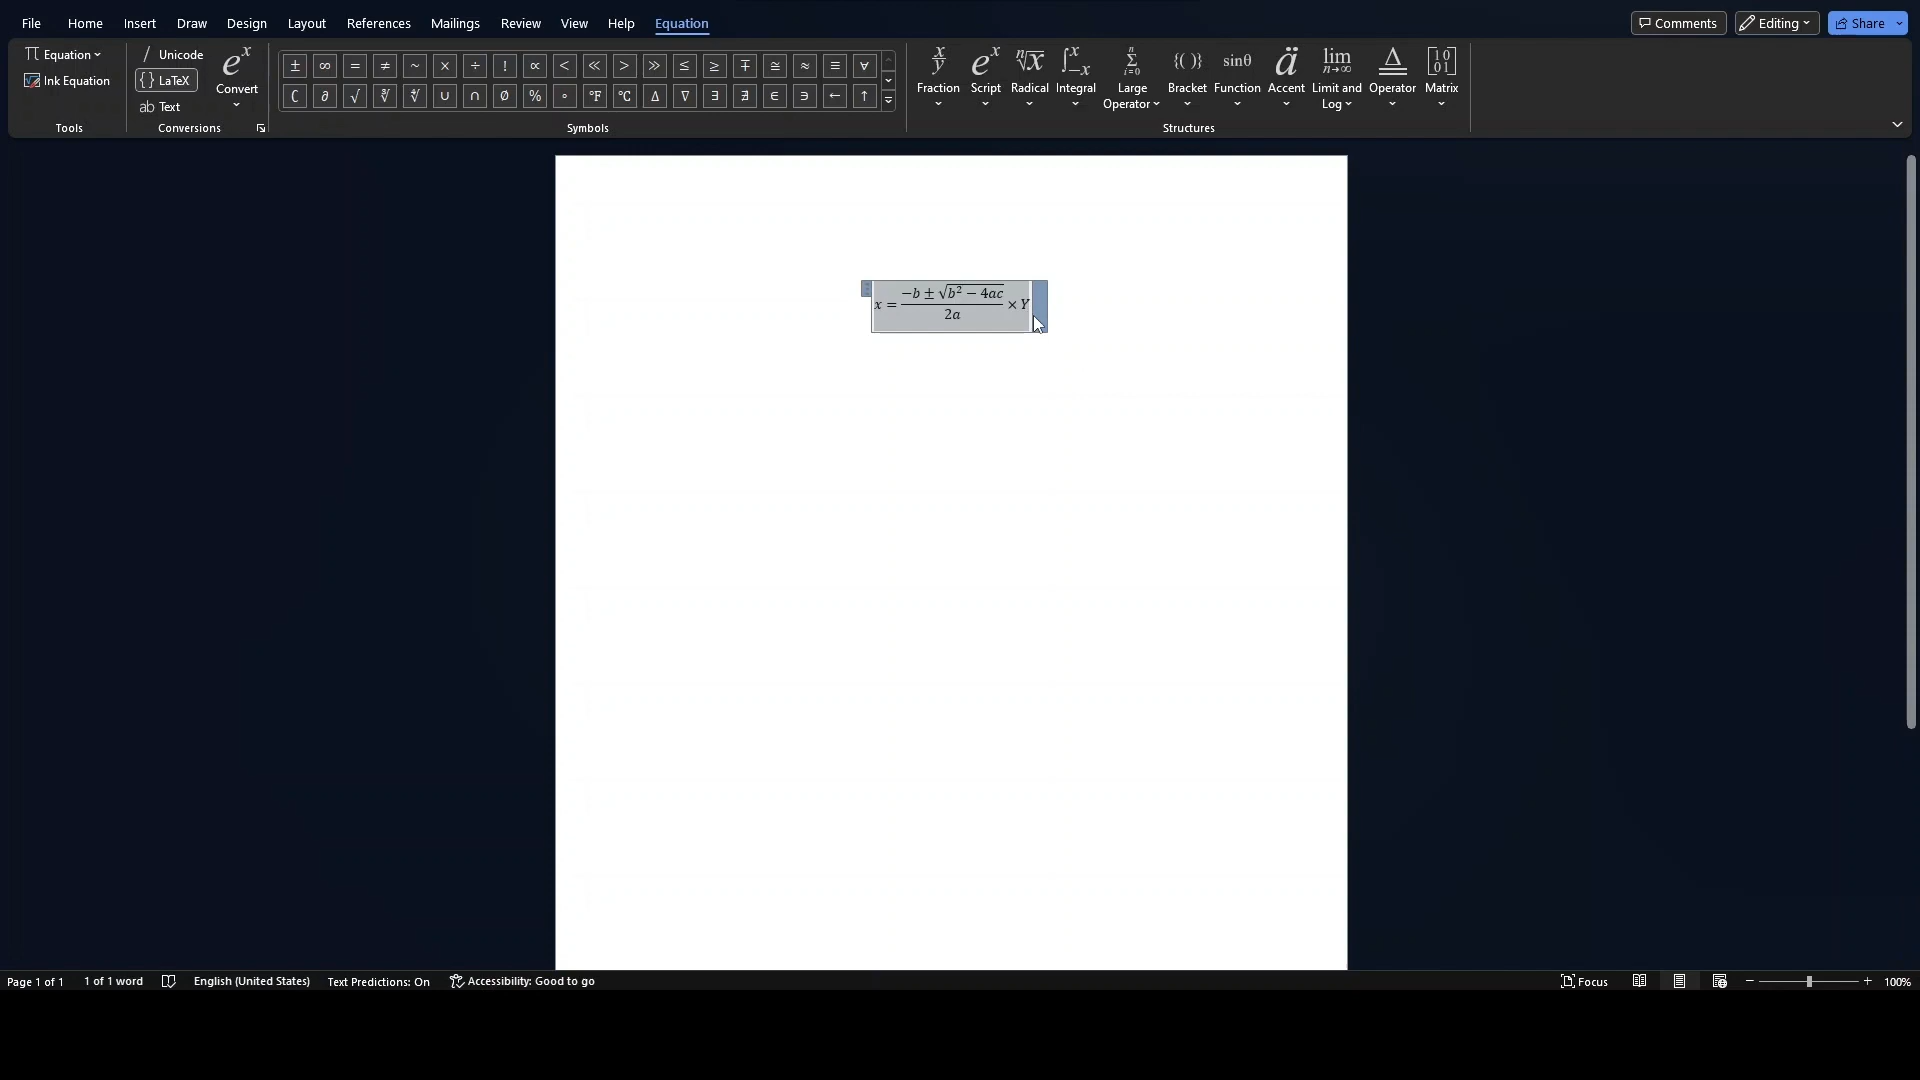 File Home Insert Draw Design Layout References Mailings Review View Help Equation Comments Editing Share
Equation Unicode
Ink Equation { } LaTeX Convert
ab Text
Tools Conversions Symbols Structures
± ∞ = ≠ ~ × ÷ ! ∝ < ≪ > ≫ ≤ ≥ ∓ ≅ ≈ ≡ ∀
∁ ∂ √ ∛ ∜ ∪ ∩ ∅ % ° °F °C ∆ ∇ ∃ ∄ ∈ ∋ ← ↑
Fraction Script Radical Integral Large Operator Bracket Function Accent Limit and Log Operator Matrix
x = (−b ± √(b² − 4ac))/2a × Y
Page 1 of 1 1 of 1 word English (United States) Text Predictions: On Accessibility: Good to go Focus − + 100%